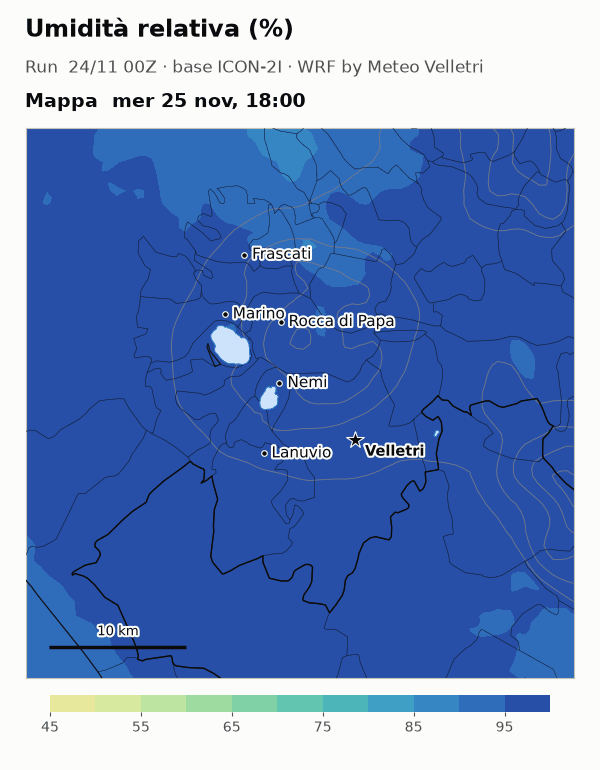 Umidità relativa (%)
Run  24/11 00Z · base ICON-2I · WRF by Meteo Velletri
Mappa  mer 25 nov, 18:00
Frascati
Marino
Rocca di Papa
Nemi
Velletri
Lanuvio
10 km
45 55 65 75 85 95